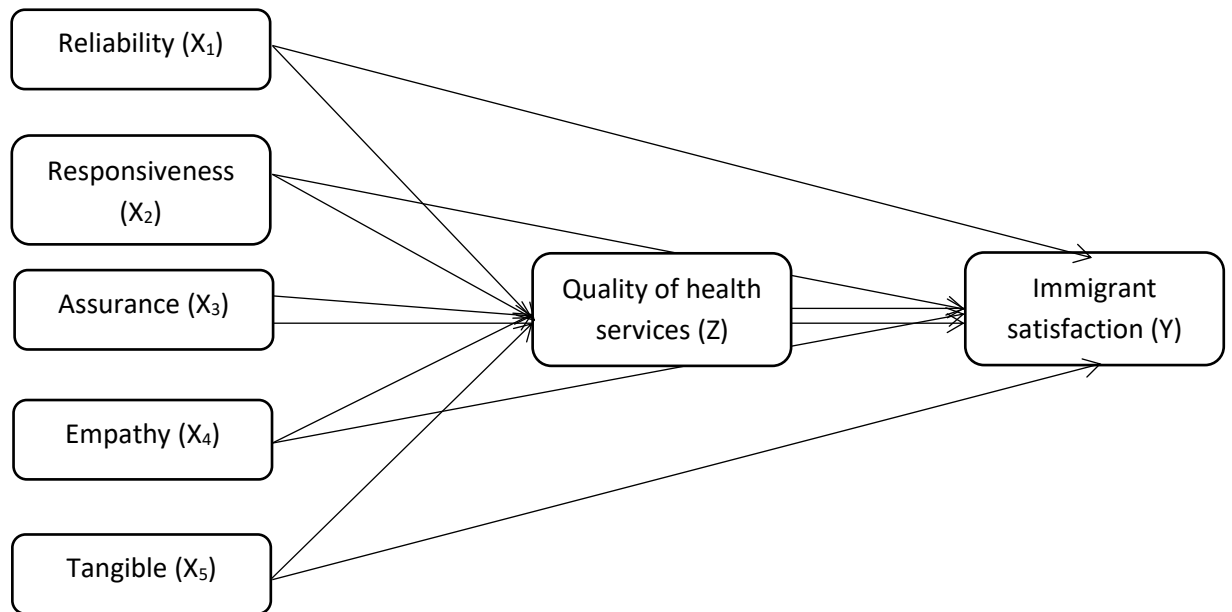 Reliability (X₁)
Responsiveness
(X₂)
Assurance (X₃)
Empathy (X₄)
Tangible (X₅)
Quality of health
services (Z)
Immigrant
satisfaction (Y)